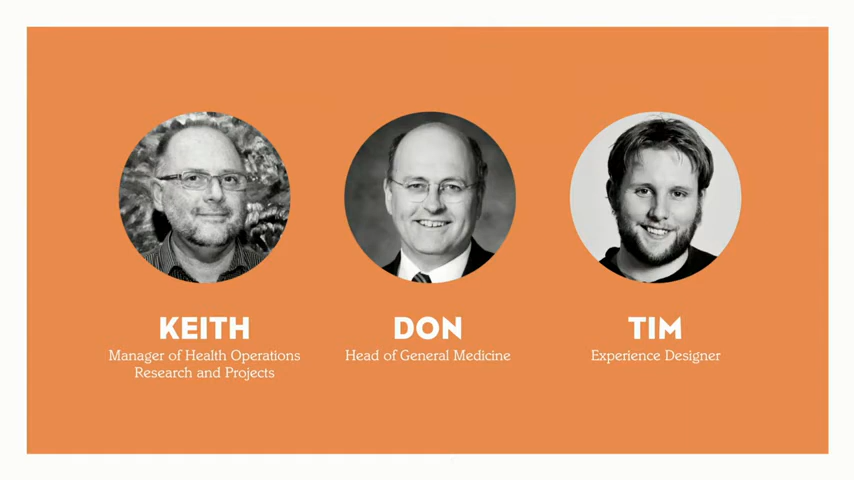 KEITH
Manager of Health Operations
Research and Projects
DON
Head of General Medicine
TIM
Experience Designer